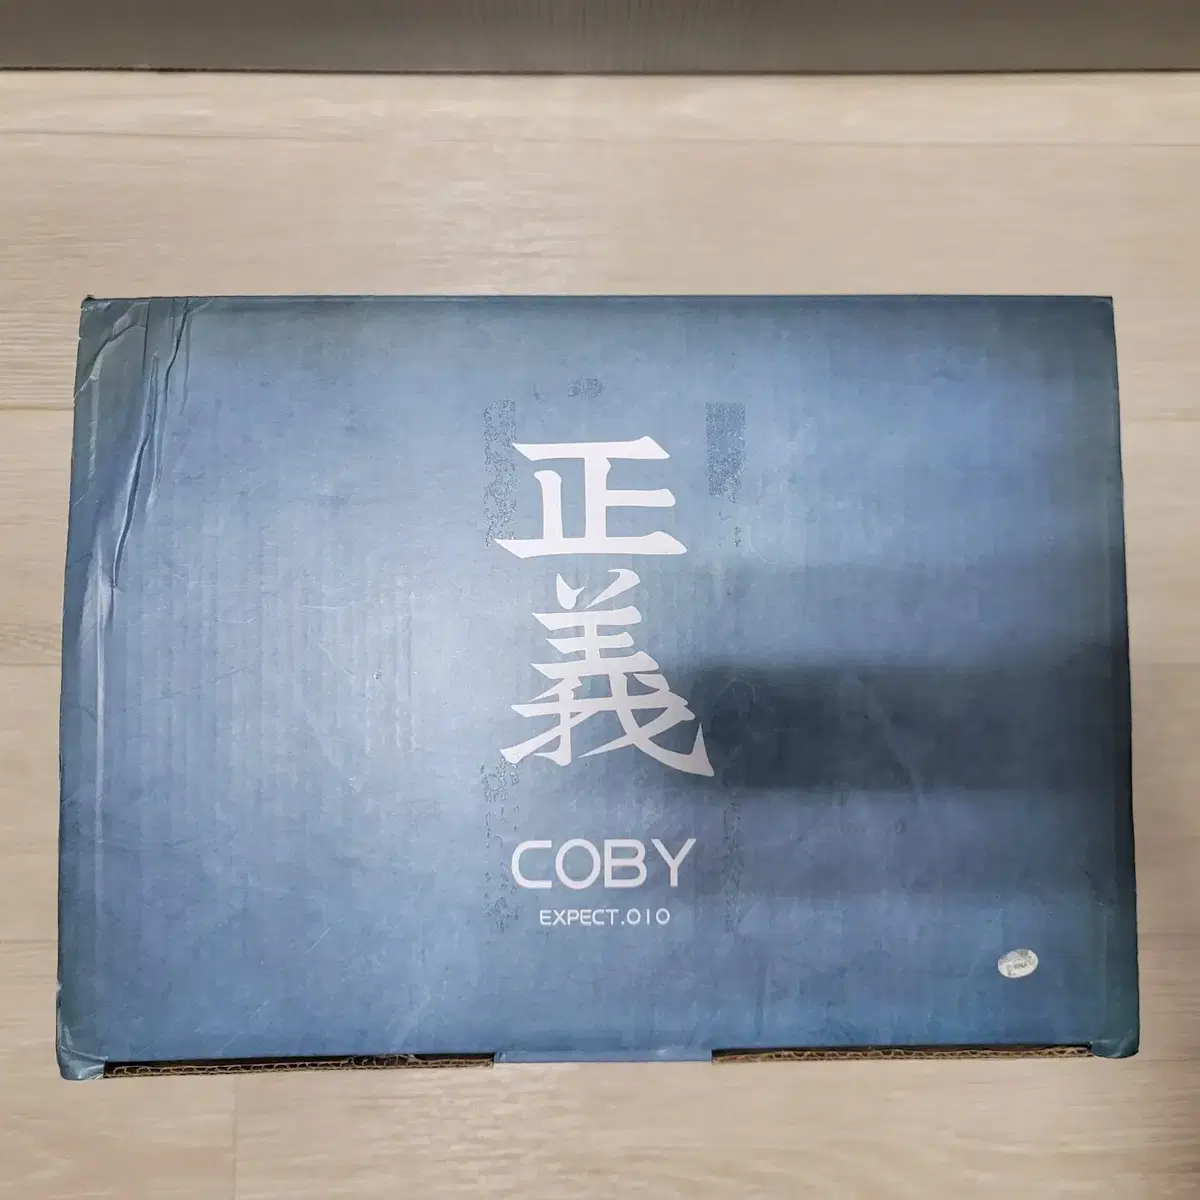 正
義
COBY
EXPECT.010